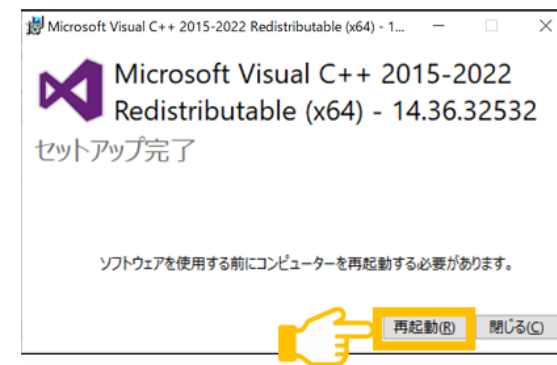 Microsoft Visual C++ 2015-2022 Redistributable (x64) - 1...
Microsoft Visual C++ 2015-2022
Redistributable (x64) - 14.36.32532
セットアップ完了
ソフトウェアを使用する前にコンピューターを再起動する必要があります。
再起動(R) 閉じる(C)